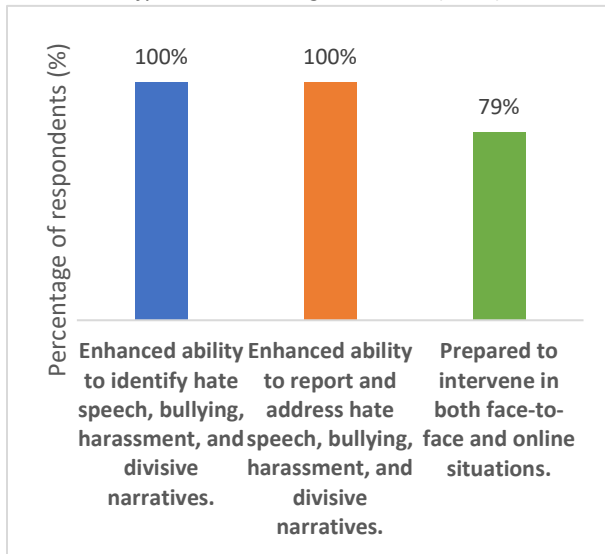 Percentage of respondents (%)
100%
100%
79%
Enhanced ability
to identify hate
speech, bullying,
harassment, and
divisive
narratives.
Enhanced ability
to report and
address hate
speech, bullying,
harassment, and
divisive
narratives.
Prepared to
intervene in
both face-to-
face and online
situations.